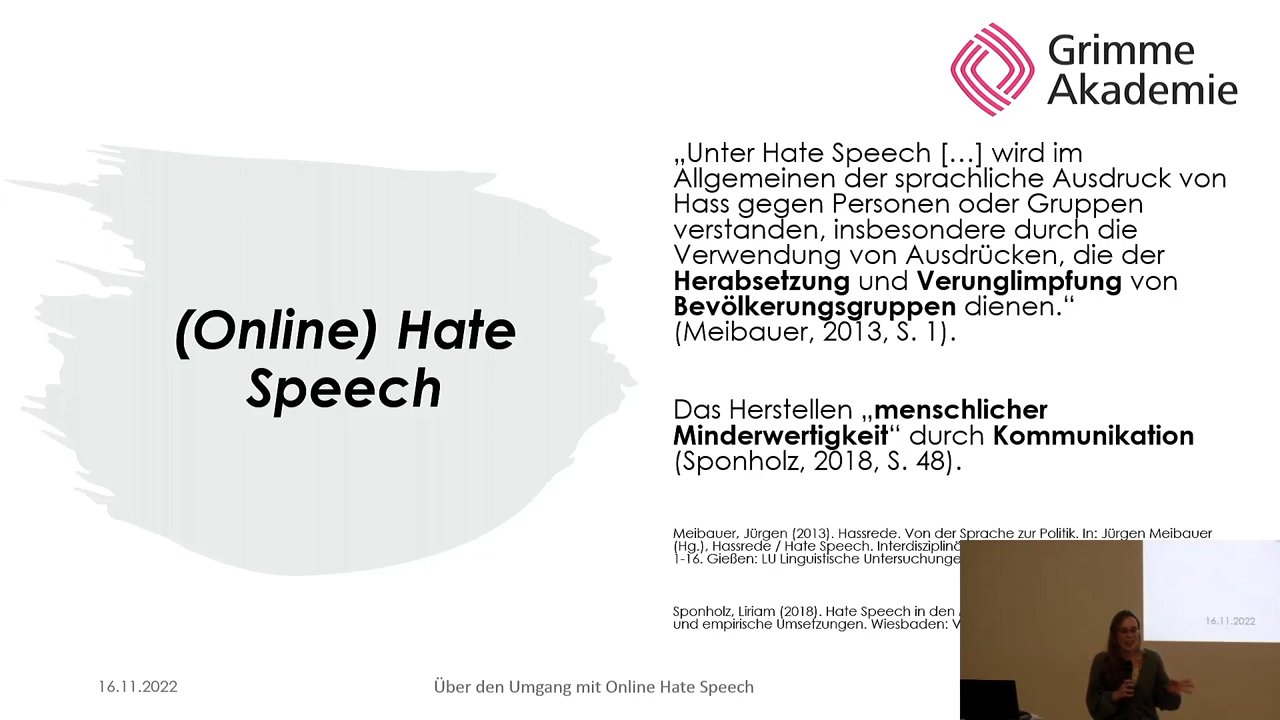 Grimme
Akademie
„Unter Hate Speech [...] wird im
Allgemeinen der sprachliche Ausdruck von
Hass gegen Personen oder Gruppen
verstanden, insbesondere durch die
Verwendung von Ausdrücken, die der
Herabsetzung und Verunglimpfung von
Bevölkerungsgruppen dienen.“
(Meibauer, 2013, S. 1).
(Online) Hate
Speech
Das Herstellen „menschlicher
Minderwertigkeit“ durch Kommunikation
(Sponholz, 2018, S. 48).
Meibauer, Jürgen (2013). Hassrede. Von der Sprache zur Politik. In: Jürgen Meibauer
(Hg.), Hassrede / Hate Speech.
1-16. Gießen: LU Linguistische
Sponholz, Liriam (2018). Hate Speech in den
und empirische Umsetzungen. Wiesbaden:
16.11.2022
16.11.2022
Über den Umgang mit Online Hate Speech